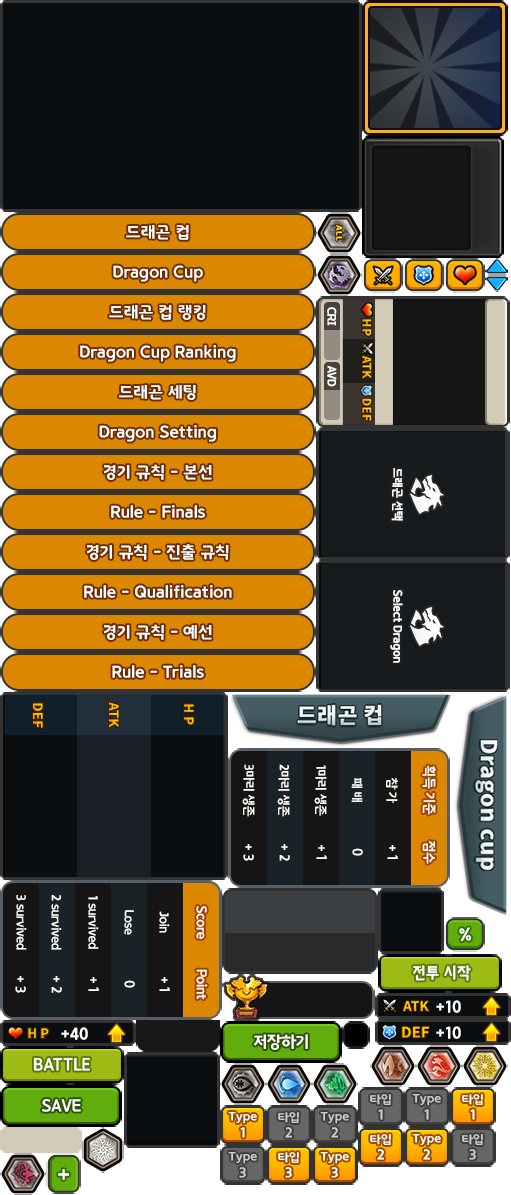 ALL
드래곤 컵
Dragon Cup
드래곤 컵 랭킹
Dragon Cup Ranking
드래곤 세팅
Dragon Setting
경기 규칙 - 본선
Rule - Finals
경기 규칙 - 진출 규칙
Rule - Qualification
경기 규칙 - 예선
Rule - Trials
HP
ATK
DEF
CRI
AVD
드래곤 선택
Select Dragon
HP
ATK
DEF
드래곤 컵
Dragon cup
획득 기준 점수
참가 +1
패배 0
1마리 생존 +1
2마리 생존 +2
3마리 생존 +3
Score Point
Join +1
Lose 0
1 survived +1
2 survived +2
3 survived +3
%
전투 시작
ATK +10
DEF +10
HP +40
저장하기
BATTLE
SAVE
+
Type 1
타입 2
Type 2
타입 1
Type 1
타입 1
Type 3
타입 3
Type 3
타입 2
Type 2
타입 3